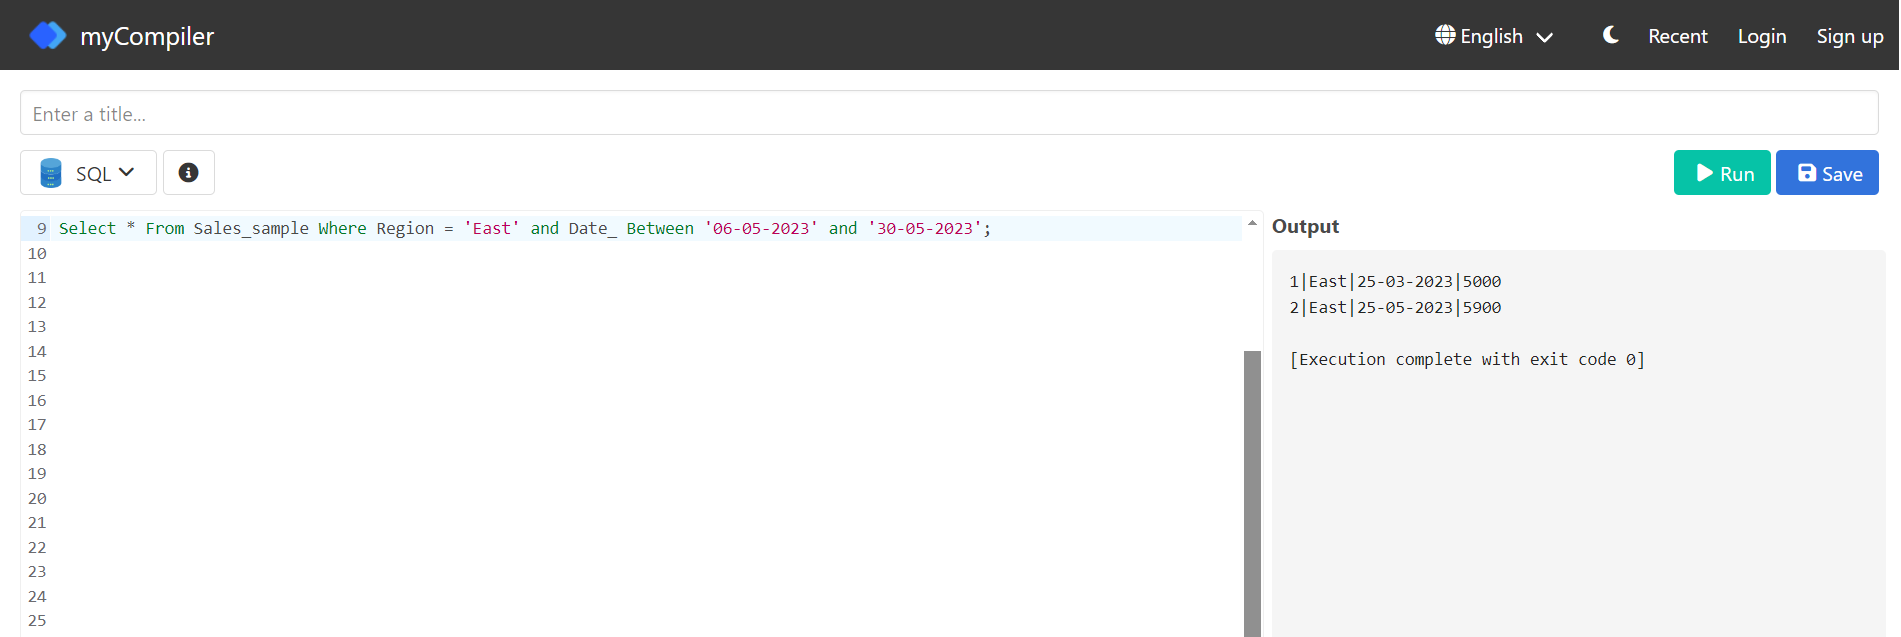 myCompiler
English
Recent
Login
Sign up
Enter a title...
SQL
Run
Save
9 Select * From Sales_sample Where Region = 'East' and Date_ Between '06-05-2023' and '30-05-2023';
10
11
12
13
14
15
16
17
18
19
20
21
22
23
24
25
Output
1|East|25-03-2023|5000
2|East|25-05-2023|5900
[Execution complete with exit code 0]